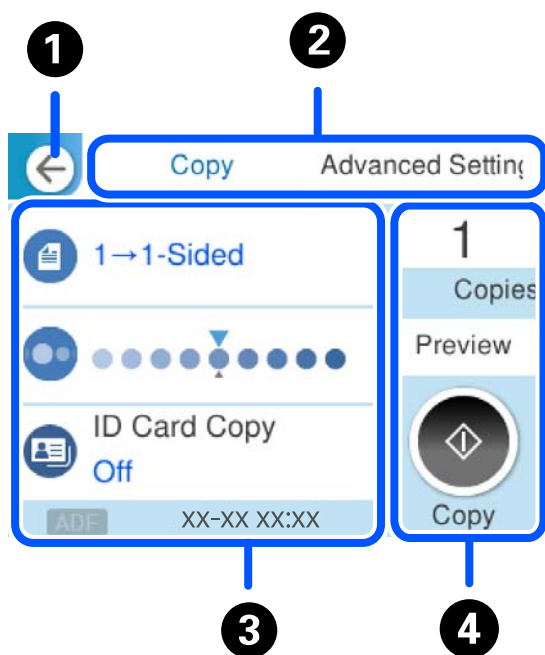 1
2
Copy Advanced Setting
1→1-Sided
1
Copies
Preview
ID Card Copy
Off
ADF XX-XX XX:XX
Copy
3
4